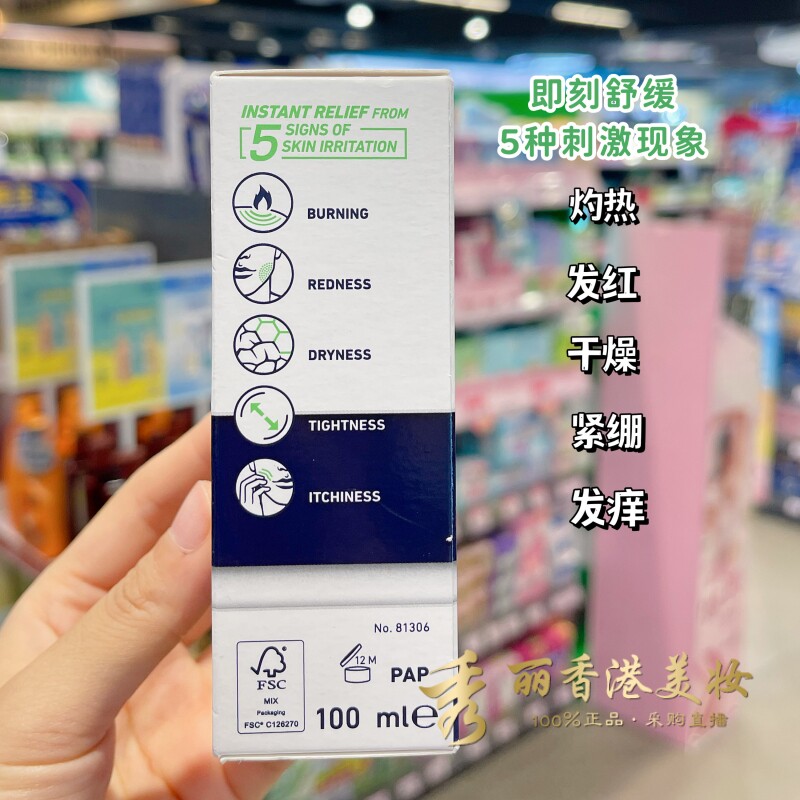 INSTANT RELIEF FROM
5 SIGNS OF
SKIN IRRITATION
BURNING
REDNESS
DRYNESS
TIGHTNESS
ITCHINESS
No. 81306
FSC
MIX
Packaging
FSC® C126270
12 M
PAP
100 ml℮
即刻舒缓
5种刺激现象
灼热
发红
干燥
紧绷
发痒
秀丽香港美妆
100%正品·采购直播